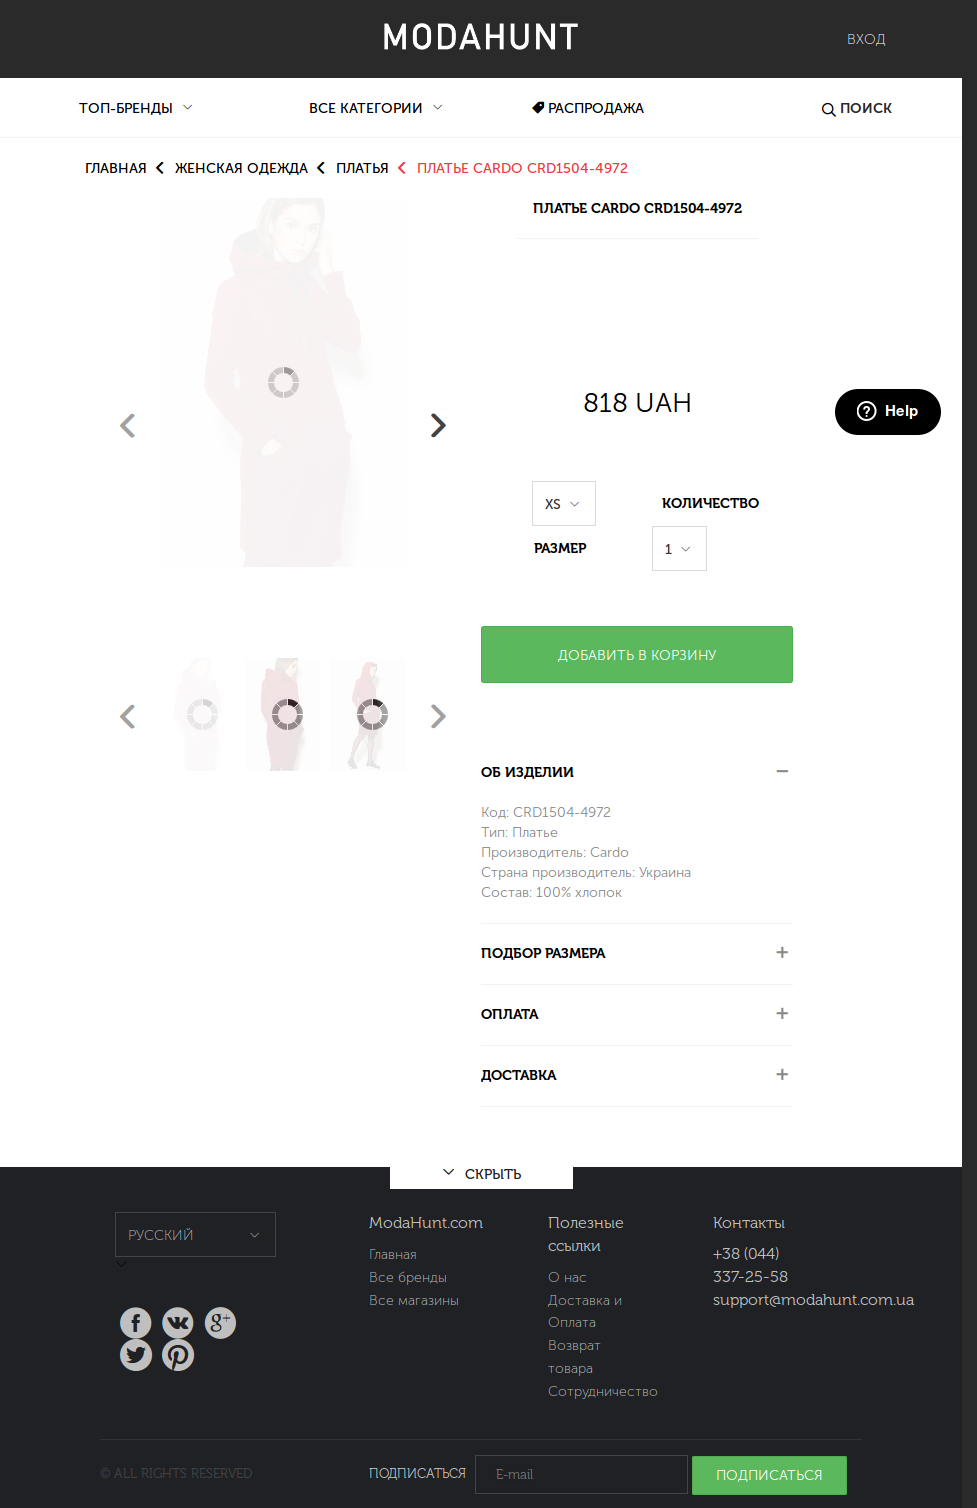 MODAHUNT
ВХОД
ТОП-БРЕНДЫ
ВСЕ КАТЕГОРИИ
РАСПРОДАЖА
ПОИСК
ГЛАВНАЯ
ЖЕНСКАЯ ОДЕЖДА
ПЛАТЬЯ
ПЛАТЬЕ CARDO CRD1504-4972
ПЛАТЬЕ CARDO CRD1504-4972
818 UAH
Help
XS
КОЛИЧЕСТВО
РАЗМЕР
1
ДОБАВИТЬ В КОРЗИНУ
ОБ ИЗДЕЛИИ
Код: CRD1504-4972
Тип: Платье
Производитель: Cardo
Страна производитель: Украина
Состав: 100% хлопок
ПОДБОР РАЗМЕРА
ОПЛАТА
ДОСТАВКА
СКРЫТЬ
РУССКИЙ
ModaHunt.com
Главная
Все бренды
Все магазины
Полезные
ссылки
О нас
Доставка и
Оплата
Возврат
товара
Сотрудничество
Контакты
+38 (044)
337-25-58
support@modahunt.com.ua
© ALL RIGHTS RESERVED
ПОДПИСАТЬСЯ
E-mail
ПОДПИСАТЬСЯ